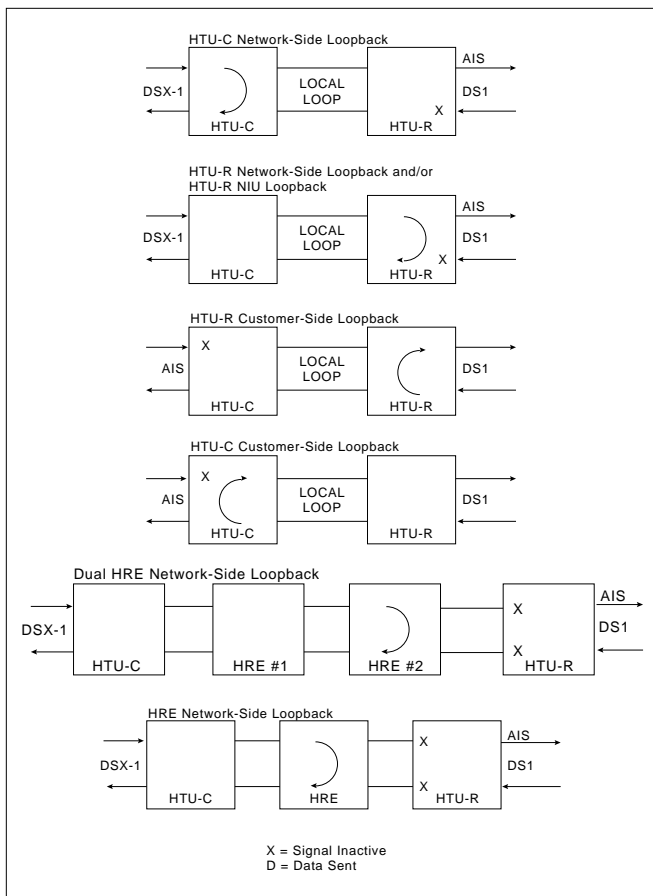 HTU-C Network-Side Loopback
AIS
DSX-1
LOCAL
LOOP
DS1
X
HTU-C
HTU-R
HTU-R Network-Side Loopback and/or
HTU-R NIU Loopback
AIS
DSX-1
LOCAL
LOOP
DS1
X
HTU-C
HTU-R
HTU-R Customer-Side Loopback
X
AIS
LOCAL
LOOP
DS1
HTU-C
HTU-R
HTU-C Customer-Side Loopback
X
AIS
LOCAL
LOOP
DS1
HTU-C
HTU-R
Dual HRE Network-Side Loopback
AIS
X
DSX-1
DS1
X
HTU-C
HRE #1
HRE #2
HTU-R
HRE Network-Side Loopback
X
AIS
DSX-1
DS1
X
HTU-C
HRE
HTU-R
X = Signal Inactive
D = Data Sent